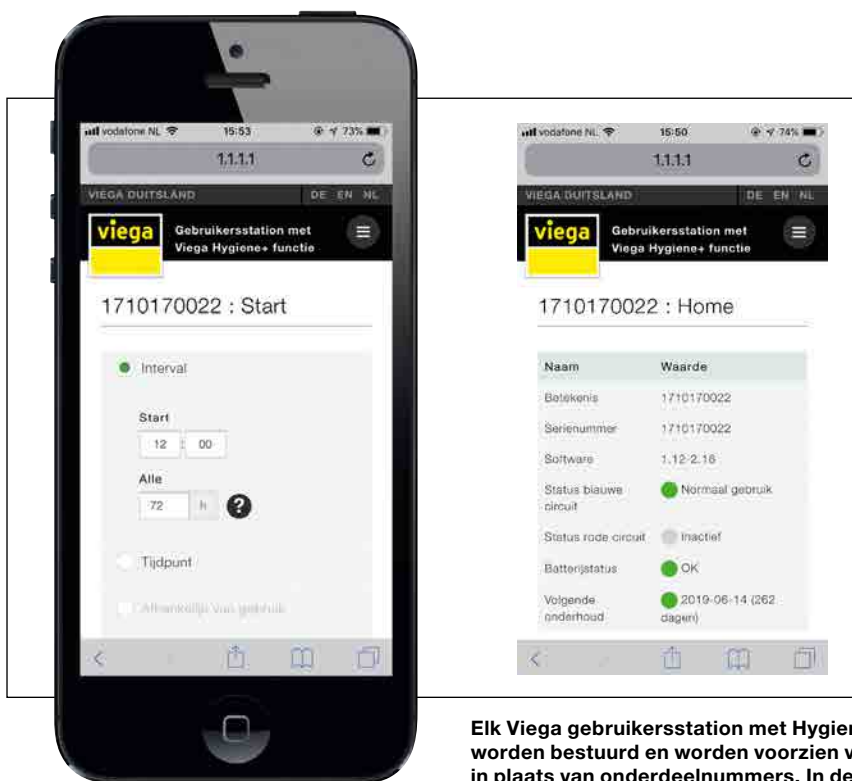 vodafone NL 15:53 73%
1.1.1.1
VIEGA DUITSLAND DE EN NL
viega
Gebruikersstation met
Viega Hygiene+ functie
1710170022 : Start
Interval
Start
12 : 00
Alle
72 h ?
Tijdpunt
Afhankelijk van gebruik
vodafone NL 15:50 74%
1.1.1.1
VIEGA DUITSLAND DE EN NL
viega
Gebruikersstation met
Viega Hygiene+ functie
1710170022 : Home
Naam Waarde
Betekenis 1710170022
Serienummer 1710170022
Software 1.12-2.16
Status blauwe Normaal gebruik
circuit
Status rode circuit Inactief
Batterijstatus OK
Volgende 2019-06-14 (262
onderhoud dagen)
Elk Viega gebruikersstation met Hygien
worden bestuurd en worden voorzien v
in plaats van onderdeelnummers. In de